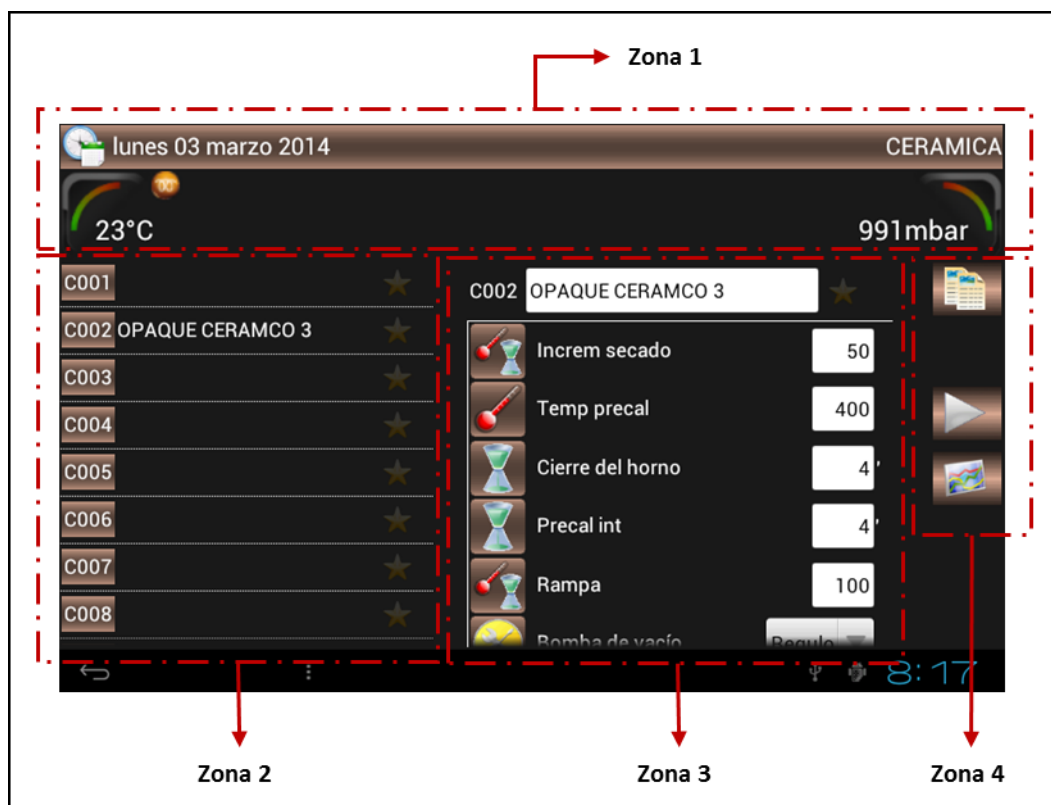 Zona 1
lunes 03 marzo 2014 CERAMICA
23°C 991mbar
C001
C002 OPAQUE CERAMCO 3
C003
C004
C005
C006
C007
C008
C002 OPAQUE CERAMCO 3
Increm secado 50
Temp precal 400
Cierre del horno 4 '
Precal int 4 '
Rampa 100
Bomba de vacío Regulo
8:17
Zona 2 Zona 3 Zona 4